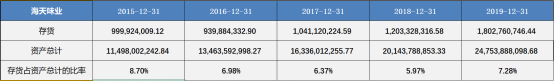 海天味业 2015-12-31 2016-12-31 2017-12-31 2018-12-31 2019-12-31
存货 999,924,009.12 939,884,332.90 1,041,120,224.59 1,203,328,316.58 1,802,760,746.44
资产总计 11,498,002,242.84 13,463,592,998.27 16,336,012,255.77 20,143,788,853.33 24,753,888,098.68
存货占资产总计的比率 8.70% 6.98% 6.37% 5.97% 7.28%